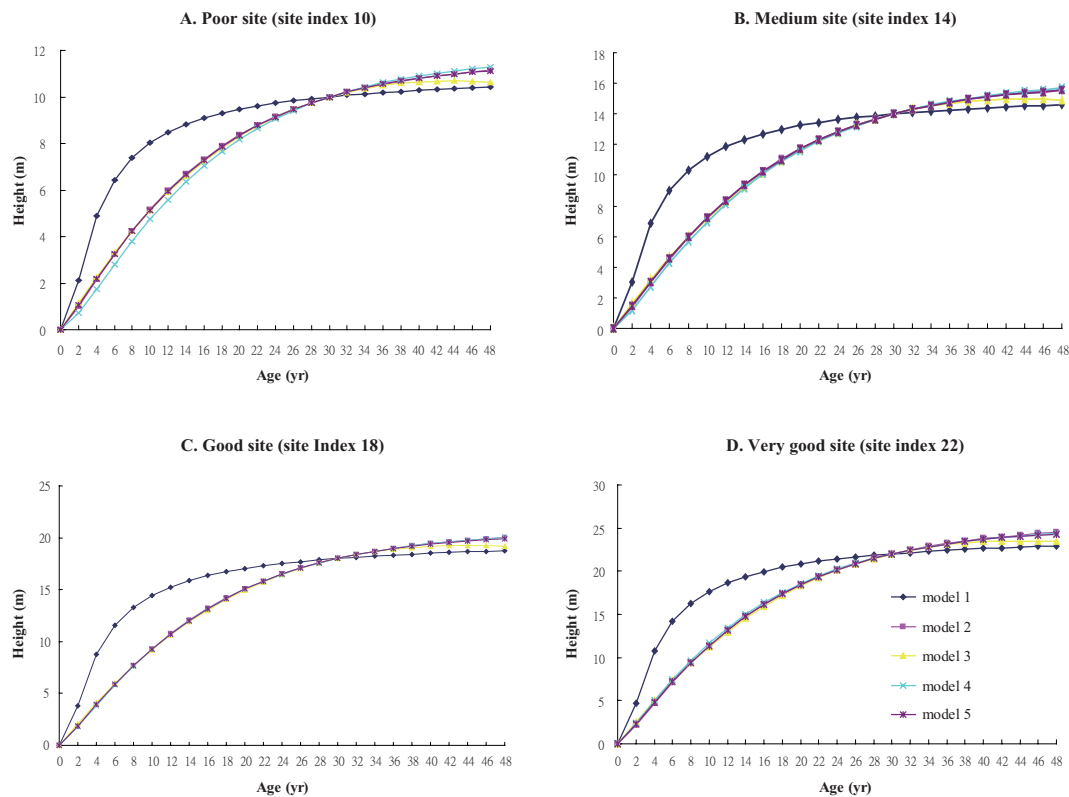 A. Poor site (site index 10)
12
10
8
6
4
2
0
Height (m)
0 2 4 6 8 10 12 14 16 18 20 22 24 26 28 30 32 34 36 38 40 42 44 46 48
Age (yr)
B. Medium site (site index 14)
18
16
14
12
10
8
6
4
2
0
Height (m)
0 2 4 6 8 10 12 14 16 18 20 22 24 26 28 30 32 34 36 38 40 42 44 46 48
Age (yr)
C. Good site (site Index 18)
25
20
15
10
5
0
Height (m)
0 2 4 6 8 10 12 14 16 18 20 22 24 26 28 30 32 34 36 38 40 42 44 46 48
Age (yr)
D. Very good site (site index 22)
30
25
20
15
10
5
0
Height (m)
0 2 4 6 8 10 12 14 16 18 20 22 24 26 28 30 32 34 36 38 40 42 44 46 48
Age (yr)
model 1
model 2
model 3
model 4
model 5